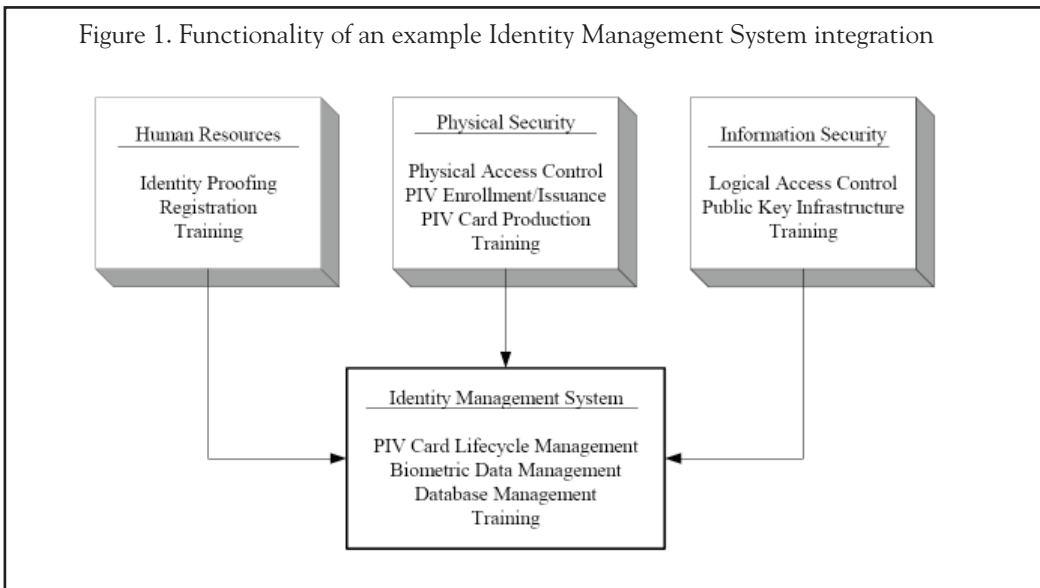 Figure 1. Functionality of an example Identity Management System integration
Human Resources
Identity Proofing
Registration
Training
Physical Security
Physical Access Control
PIV Enrollment/Issuance
PIV Card Production
Training
Information Security
Logical Access Control
Public Key Infrastructure
Training
Identity Management System
PIV Card Lifecycle Management
Biometric Data Management
Database Management
Training